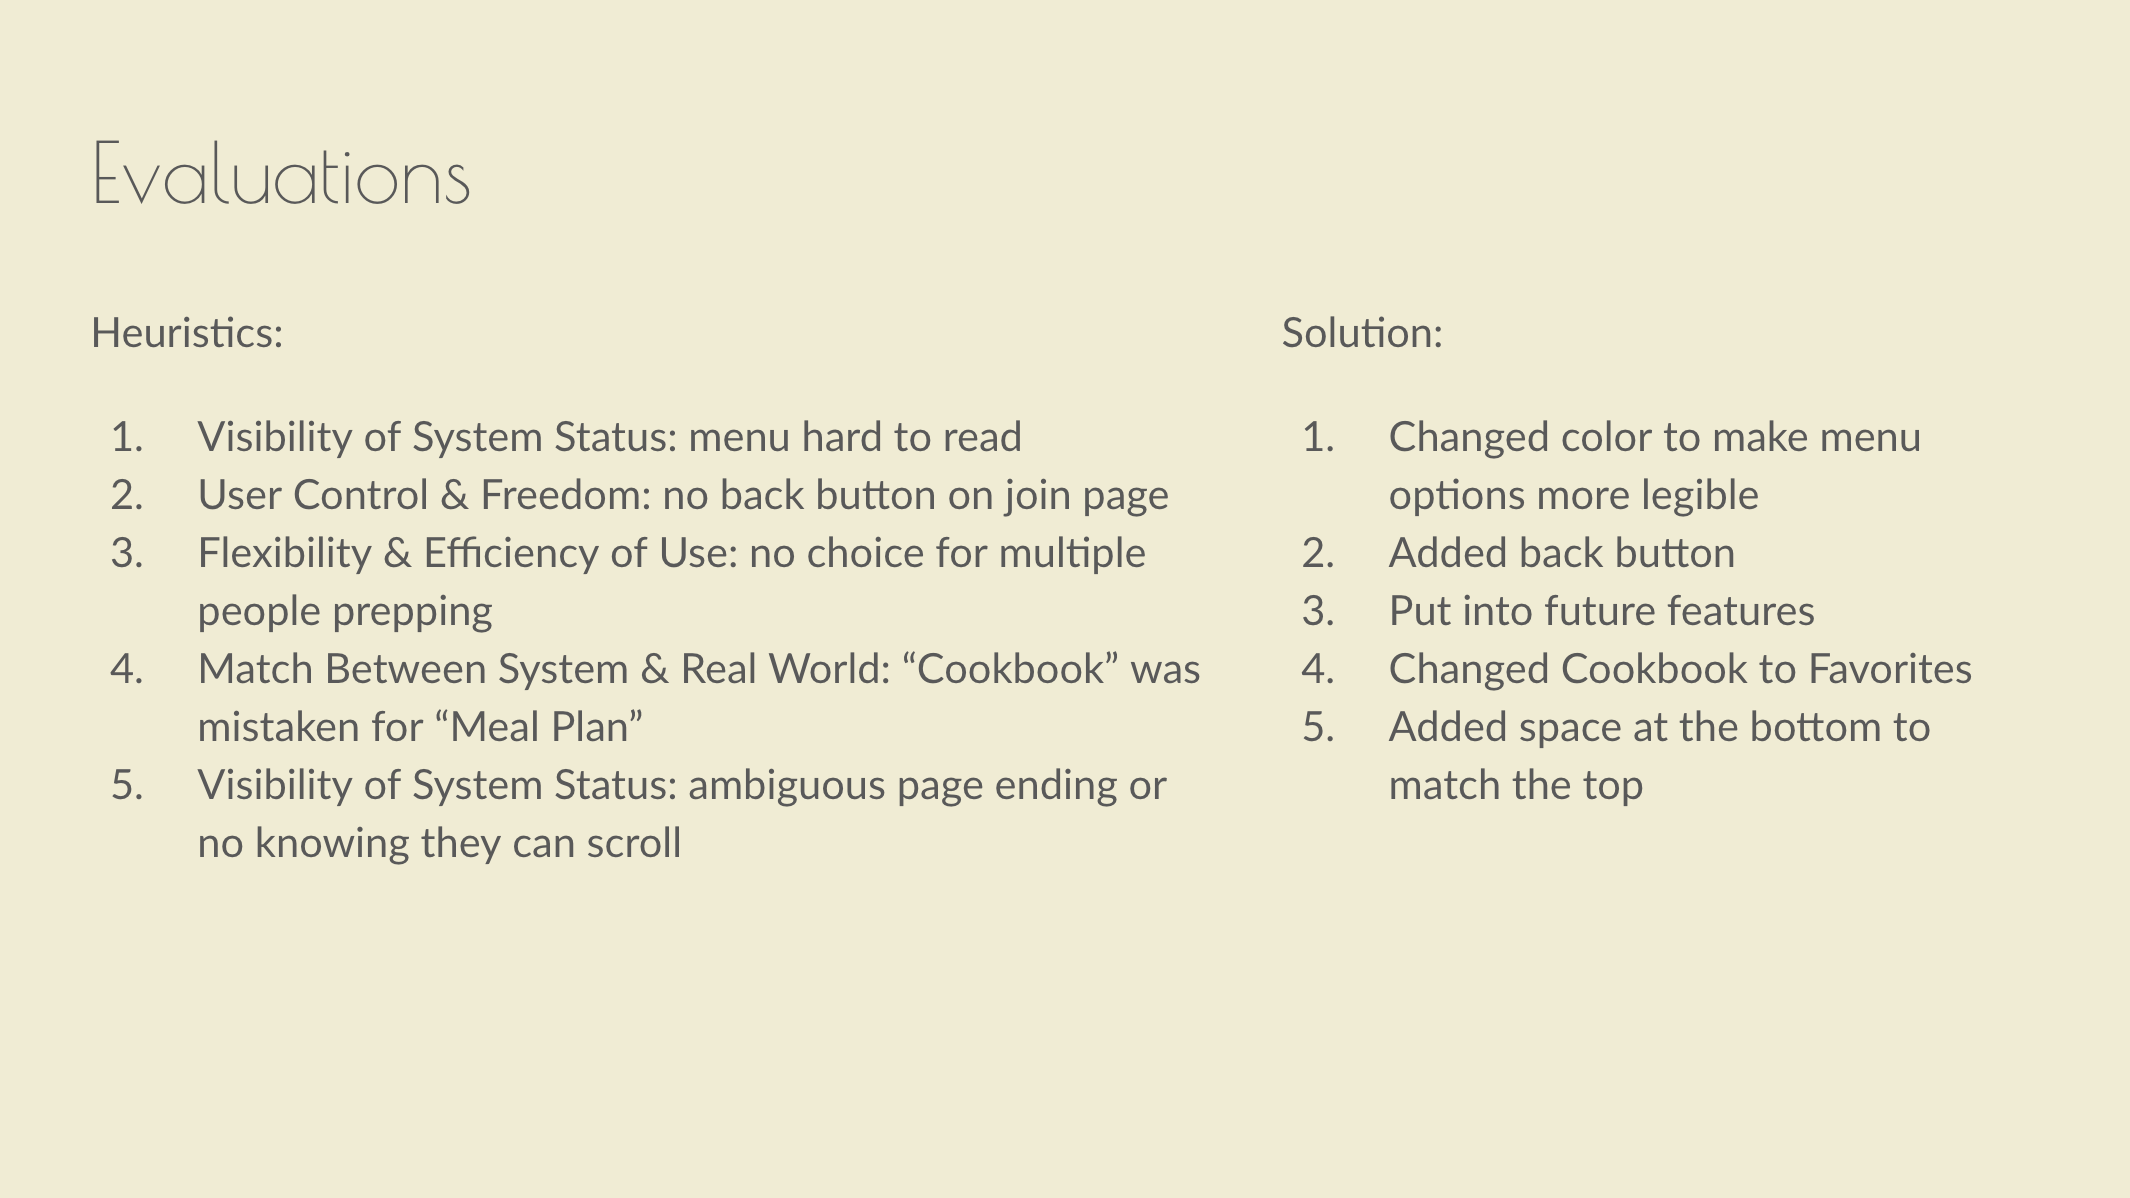 Evaluations
Heuristics:
1. Visibility of System Status: menu hard to read
2. User Control & Freedom: no back button on join page
3. Flexibility & Efficiency of Use: no choice for multiple
people prepping
4. Match Between System & Real World: “Cookbook” was
mistaken for “Meal Plan”
5. Visibility of System Status: ambiguous page ending or
no knowing they can scroll
Solution:
1. Changed color to make menu
options more legible
2. Added back button
3. Put into future features
4. Changed Cookbook to Favorites
5. Added space at the bottom to
match the top